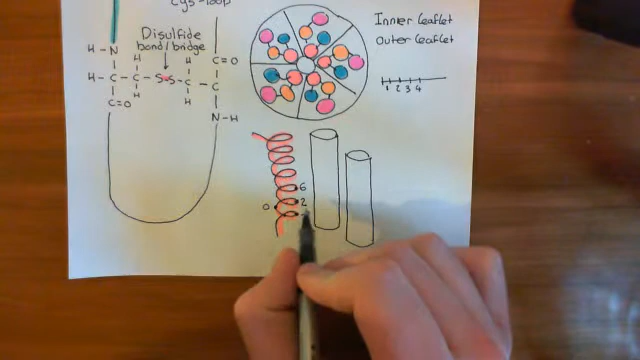 Cys-loop
Disulfide
bond/bridge
H-N
H
H
C=O
H-C-C-S-S-C-C-
H
H
C=O
N-H
Inner leaflet
Outer leaflet
1 2 3 4
6
2
0